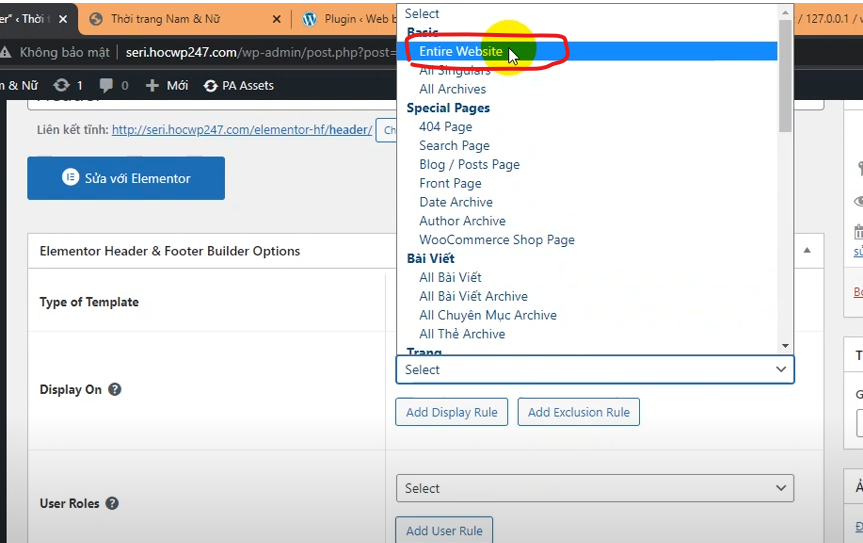 er" ‹ Thời t
Thời trang Nam & Nữ
Plugin ‹ Web b
/ 127.0.0.1 / v
Không bảo mật
seri.hocwp247.com/wp-admin/post.php?post=
m & Nữ
1
0
Mới
PA Assets
Header
Liên kết tĩnh: http://seri.hocwp247.com/elementor-hf/header/
Ch
Sửa với Elementor
Elementor Header & Footer Builder Options
Type of Template
Select
Basic
Entire Website
All Singulars
All Archives
Special Pages
404 Page
Search Page
Blog / Posts Page
Front Page
Date Archive
Author Archive
WooCommerce Shop Page
Bài Viết
All Bài Viết
All Bài Viết Archive
All Chuyên Mục Archive
All Thẻ Archive
Trang
Display On
Select
Add Display Rule
Add Exclusion Rule
User Roles
Select
Add User Rule